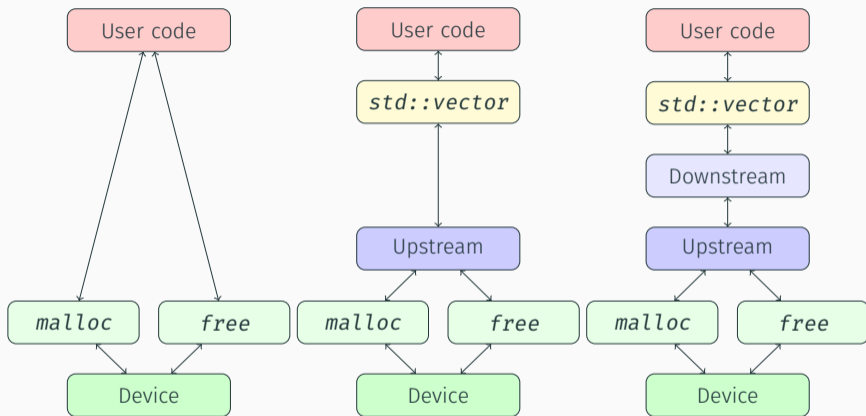 User code
malloc
free
Device
User code
std::vector
Upstream
malloc
free
Device
User code
std::vector
Downstream
Upstream
malloc
free
Device